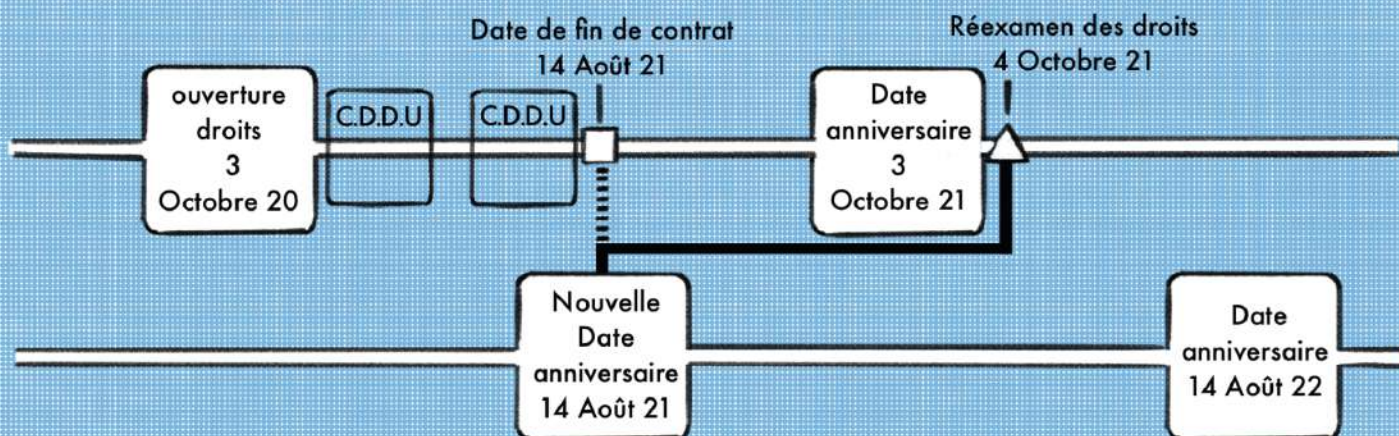 Date de fin de contrat
14 Août 21
Réexamen des droits
4 Octobre 21
ouverture
droits
3
Octobre 20
C.D.D.U
C.D.D.U
Date
anniversaire
3
Octobre 21
Nouvelle
Date
anniversaire
14 Août 21
Date
anniversaire
14 Août 22